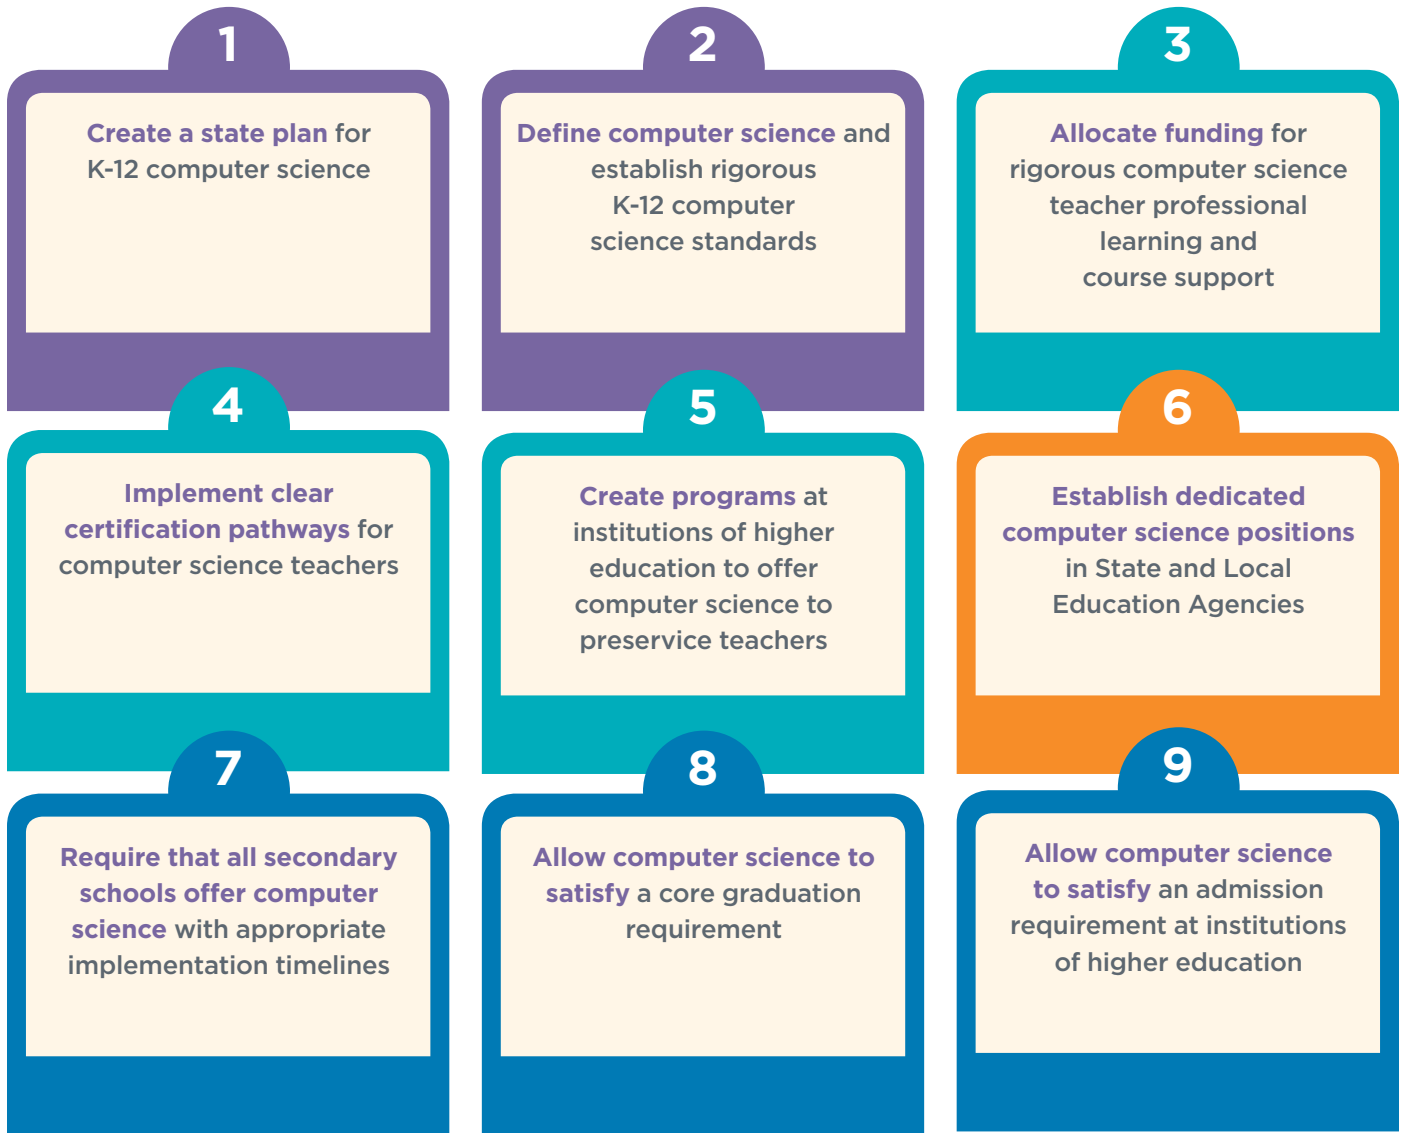 1
Create a state plan for
K-12 computer science
2
Define computer science and
establish rigorous
K-12 computer
science standards
3
Allocate funding for
rigorous computer science
teacher professional
learning and
course support
4
Implement clear
certification pathways for
computer science teachers
5
Create programs at
institutions of higher
education to offer
computer science to
preservice teachers
6
Establish dedicated
computer science positions
in State and Local
Education Agencies
7
Require that all secondary
schools offer computer
science with appropriate
implementation timelines
8
Allow computer science to
satisfy a core graduation
requirement
9
Allow computer science
to satisfy an admission
requirement at institutions
of higher education